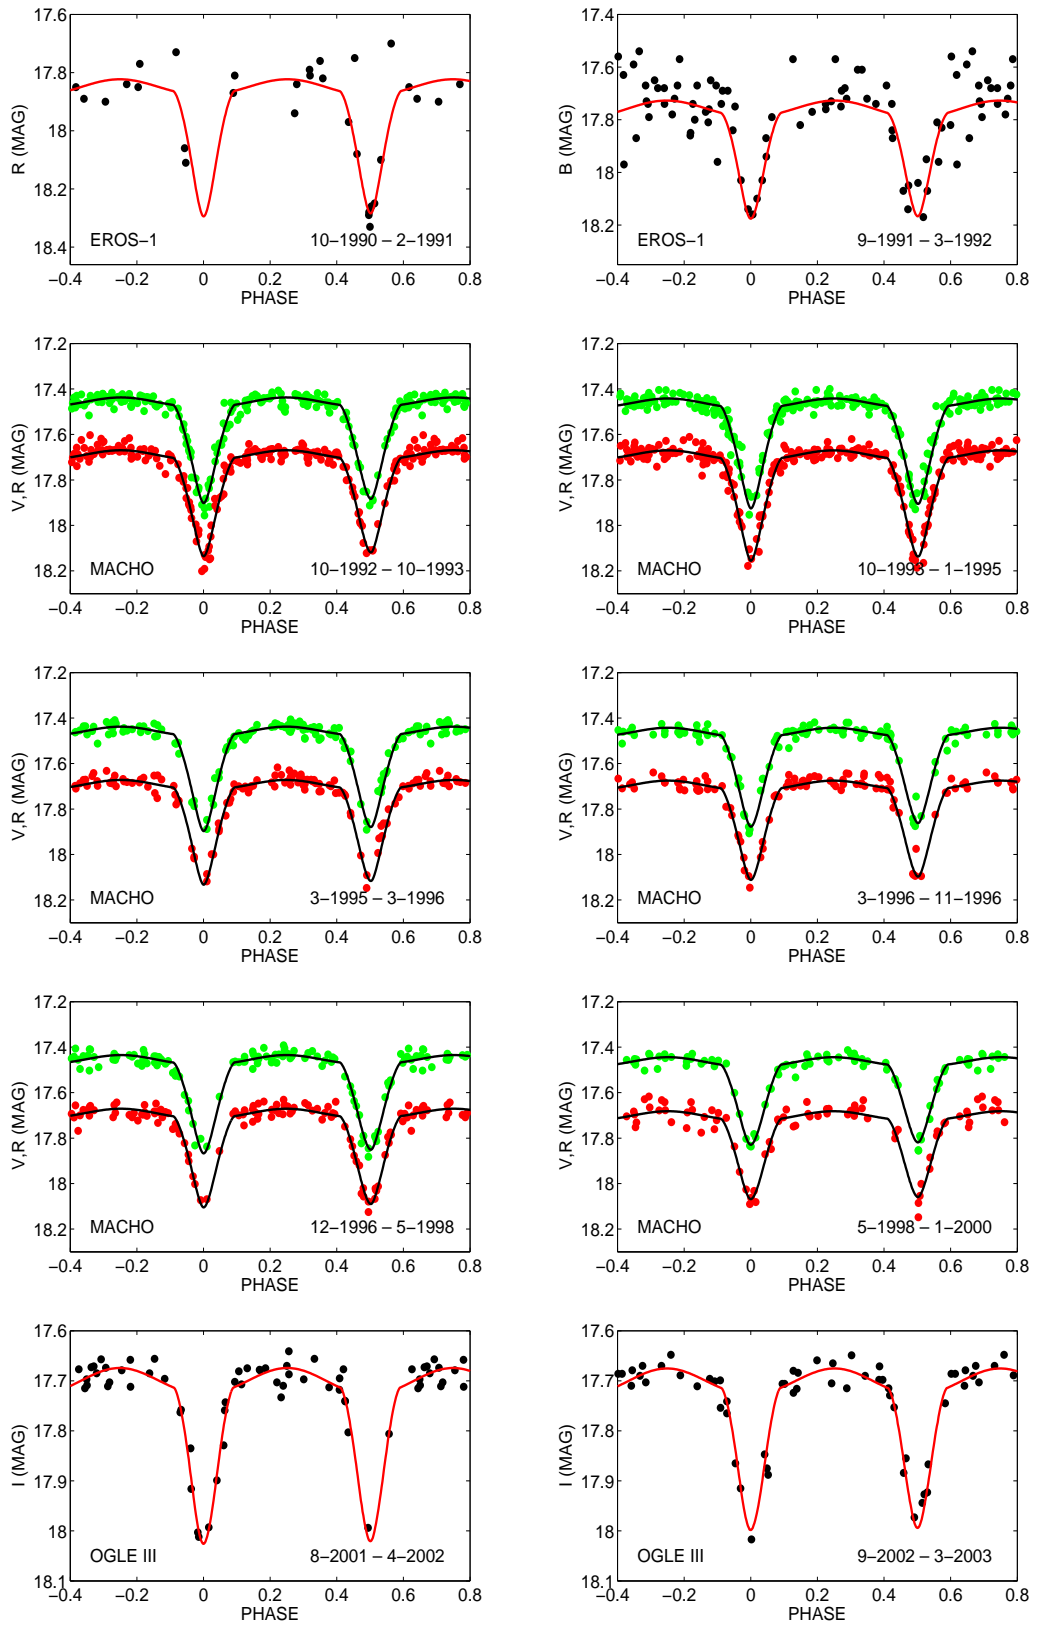 17.6
17.8
18
18.2
18.4
R (MAG)
EROS−1
10−1990 − 2−1991
−0.4 −0.2 0 0.2 0.4 0.6 0.8
PHASE
17.4
17.6
17.8
18
18.2
B (MAG)
EROS−1
9−1991 − 3−1992
−0.4 −0.2 0 0.2 0.4 0.6 0.8
PHASE
17.2
17.4
17.6
17.8
18
18.2
V,R (MAG)
MACHO
10−1992 − 10−1993
−0.4 −0.2 0 0.2 0.4 0.6 0.8
PHASE
17.2
17.4
17.6
17.8
18
18.2
V,R (MAG)
MACHO
10−1993 − 1−1995
−0.4 −0.2 0 0.2 0.4 0.6 0.8
PHASE
17.2
17.4
17.6
17.8
18
18.2
V,R (MAG)
MACHO
3−1995 − 3−1996
−0.4 −0.2 0 0.2 0.4 0.6 0.8
PHASE
17.2
17.4
17.6
17.8
18
18.2
V,R (MAG)
MACHO
3−1996 − 11−1996
−0.4 −0.2 0 0.2 0.4 0.6 0.8
PHASE
17.2
17.4
17.6
17.8
18
18.2
V,R (MAG)
MACHO
12−1996 − 5−1998
−0.4 −0.2 0 0.2 0.4 0.6 0.8
PHASE
17.2
17.4
17.6
17.8
18
18.2
V,R (MAG)
MACHO
5−1998 − 1−2000
−0.4 −0.2 0 0.2 0.4 0.6 0.8
PHASE
17.6
17.7
17.8
17.9
18
18.1
I (MAG)
OGLE III
8−2001 − 4−2002
−0.4 −0.2 0 0.2 0.4 0.6 0.8
PHASE
17.6
17.7
17.8
17.9
18
18.1
I (MAG)
OGLE III
9−2002 − 3−2003
−0.4 −0.2 0 0.2 0.4 0.6 0.8
PHASE